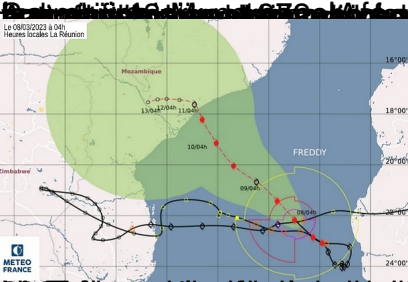 Le 08/03/2023 à 04h
Heures locales La Réunion
16°00'
Mozambique
13/04h
12/04h
11/04h
18°00'
10/04h
FREDDY
20°00'
Zimbabwe
09/04h
08/04h
22°00'
24°00'
METEO
FRANCE